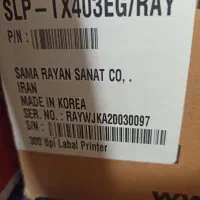 SLP-TX403EG/RAY
P/N :
SAMA RAYAN SANAT CO, .
IRAN
MADE IN KOREA
SER. NO.: RAYWJKA20030097
S/N :
300 dpi Label Printer